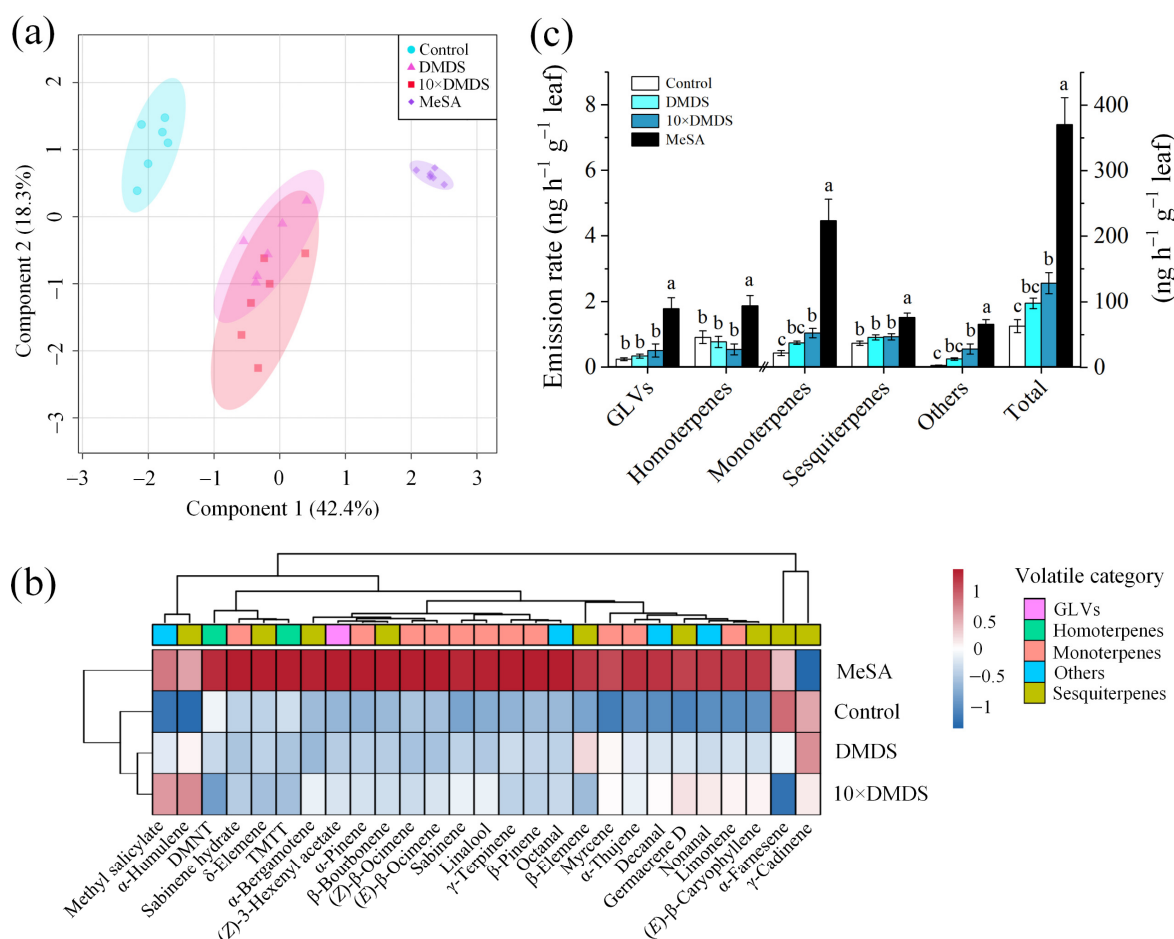 (a)
2
1
0
−1
−2
−3
−3
−2
−1
0
1
2
3
Component 2 (18.3%)
Component 1 (42.4%)
Control
DMDS
10×DMDS
MeSA
(c)
8
6
4
2
0
Emission rate (ng h⁻¹ g⁻¹ leaf)
Control
DMDS
10×DMDS
MeSA
b b b a
b b b a
c bc b a
b b b a
c bc b a
c bc b a
400
300
200
100
0
(ng h⁻¹ g⁻¹ leaf)
GLVs
Homoterpenes
Monoterpenes
Sesquiterpenes
Others
Total
(b)
MeSA
Control
DMDS
10×DMDS
1
0.5
0
−0.5
−1
Volatile category
GLVs
Homoterpenes
Monoterpenes
Others
Sesquiterpenes
Methyl salicylate
α-Humulene
DMNT
Sabinene hydrate
δ-Elemene
TMTT
α-Bergamotene
(Z)-3-Hexenyl acetate
α-Pinene
β-Bourbonene
(Z)-β-Ocimene
(E)-β-Ocimene
Sabinene
Linalool
γ-Terpinene
β-Pinene
Octanal
β-Elemene
Myrcene
α-Thujene
Decanal
Germacrene D
Nonanal
Limonene
(E)-β-Caryophyllene
α-Farnesene
γ-Cadinene